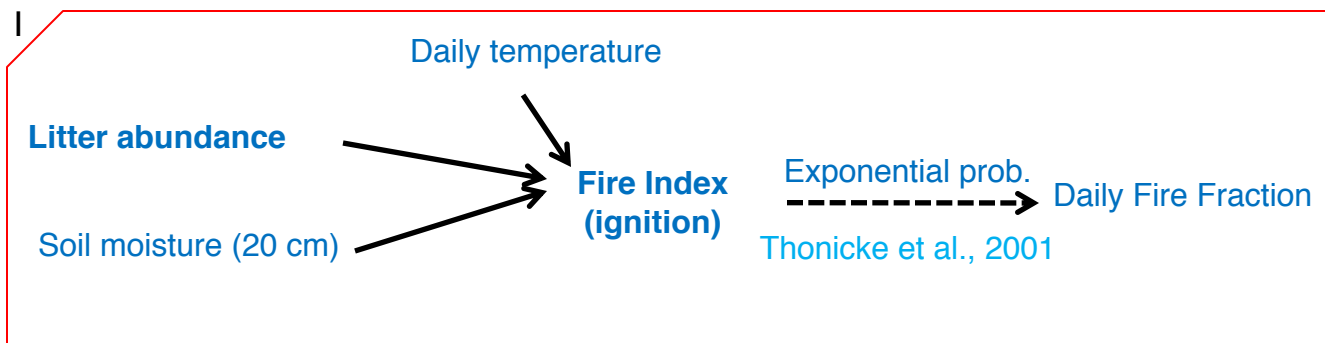 I
Daily temperature
Litter abundance
Fire Index
(ignition)
Exponential prob.
Daily Fire Fraction
Soil moisture (20 cm)
Thonicke et al., 2001